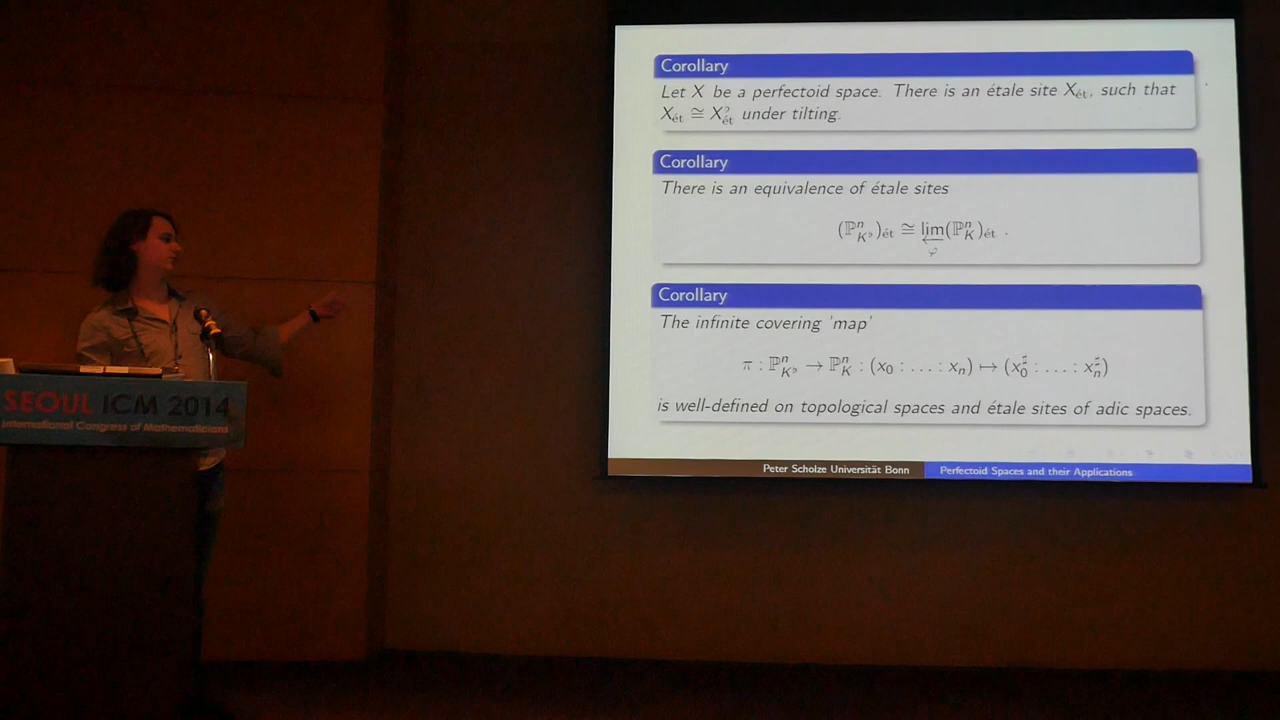 Corollary
Let X be a perfectoid space. There is an étale site X_ét, such that
X_ét ≅ X^♭_ét under tilting.
Corollary
There is an equivalence of étale sites
(ℙ^n_{K^♭})_ét ≅ lim←_φ (ℙ^n_K)_ét .
Corollary
The infinite covering 'map'
π : ℙ^n_{K^♭} → ℙ^n_K : (x_0 : … : x_n) ↦ (x_0^♯ : … : x_n^♯)
is well-defined on topological spaces and étale sites of adic spaces.
Peter Scholze Universität Bonn
Perfectoid Spaces and their Applications
SEOUL ICM 2014
International Congress of Mathematicians